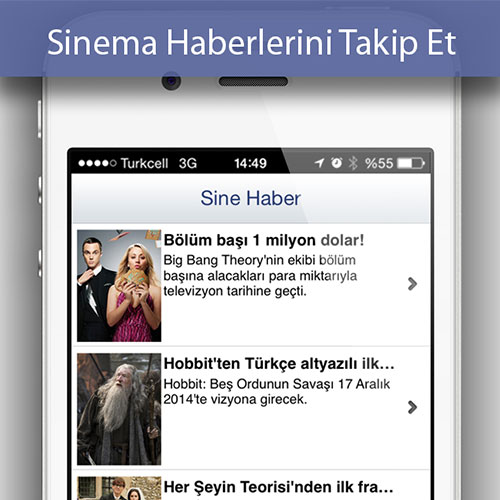 Sinema Haberlerini Takip Et
Turkcell 3G 14:49 %55
Sine Haber
Bölüm başı 1 milyon dolar!
Big Bang Theory'nin ekibi bölüm
başına alacakları para miktarıyla
televizyon tarihine geçti.
Hobbit'ten Türkçe altyazılı ilk...
Hobbit: Beş Ordunun Savaşı 17 Aralık
2014'te vizyona girecek.
Her Şeyin Teorisi'nden ilk fra...